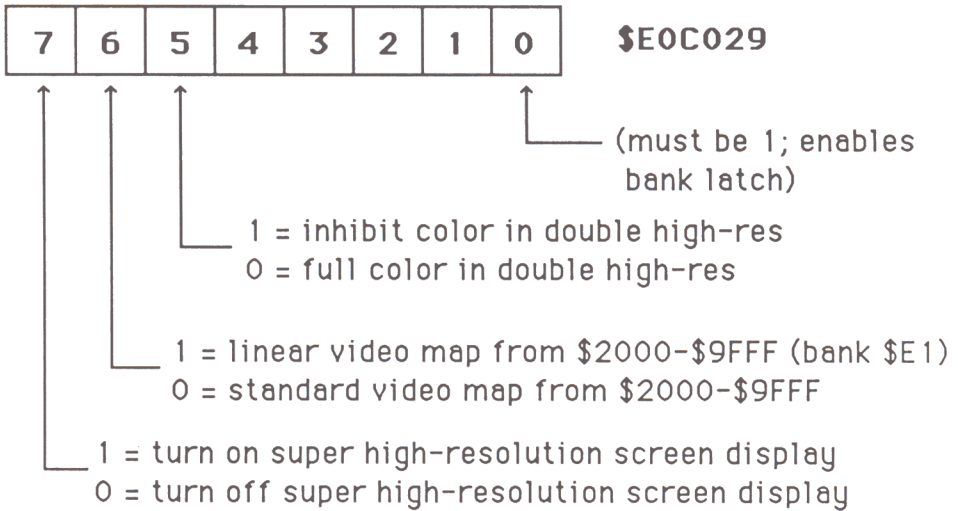 7 6 5 4 3 2 1 0 $E0C029
(must be 1; enables
bank latch)
1 = inhibit color in double high-res
0 = full color in double high-res
1 = linear video map from $2000-$9FFF (bank $E1)
0 = standard video map from $2000-$9FFF
1 = turn on super high-resolution screen display
0 = turn off super high-resolution screen display